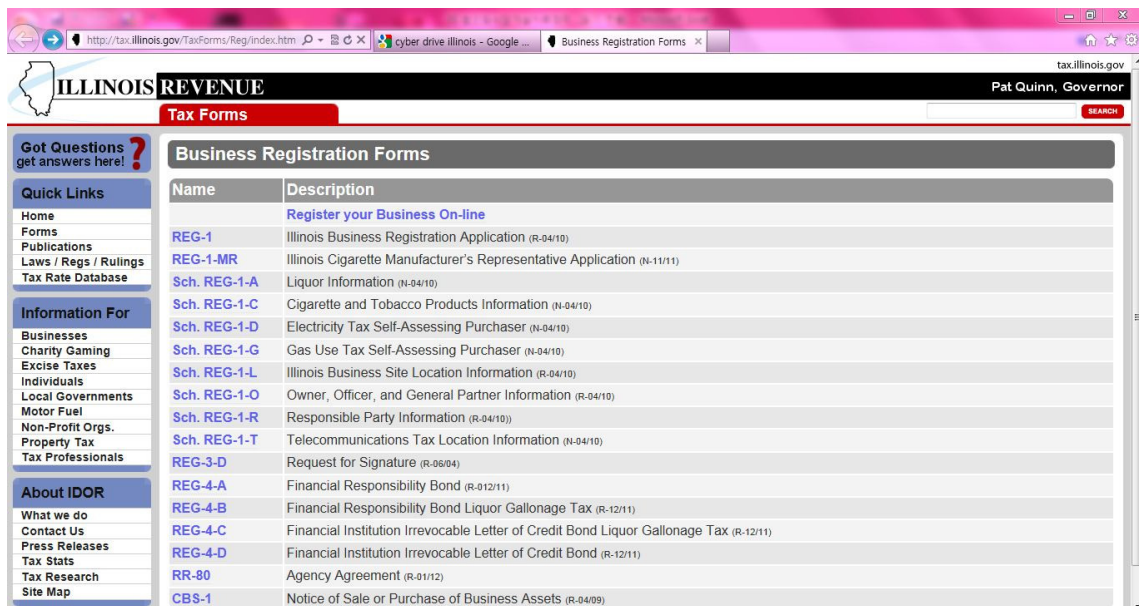 http://tax.illinois.gov/TaxForms/Reg/index.htm
cyber drive illinois - Google ...
Business Registration Forms
tax.illinois.gov
ILLINOIS REVENUE
Pat Quinn, Governor
Tax Forms
SEARCH
Got Questions ?
get answers here!
Quick Links
Home
Forms
Publications
Laws / Regs / Rulings
Tax Rate Database
Information For
Businesses
Charity Gaming
Excise Taxes
Individuals
Local Governments
Motor Fuel
Non-Profit Orgs.
Property Tax
Tax Professionals
About IDOR
What we do
Contact Us
Press Releases
Tax Stats
Tax Research
Site Map
Business Registration Forms
Name Description
Register your Business On-line
REG-1 Illinois Business Registration Application (R-04/10)
REG-1-MR Illinois Cigarette Manufacturer's Representative Application (N-11/11)
Sch. REG-1-A Liquor Information (N-04/10)
Sch. REG-1-C Cigarette and Tobacco Products Information (N-04/10)
Sch. REG-1-D Electricity Tax Self-Assessing Purchaser (N-04/10)
Sch. REG-1-G Gas Use Tax Self-Assessing Purchaser (N-04/10)
Sch. REG-1-L Illinois Business Site Location Information (R-04/10)
Sch. REG-1-O Owner, Officer, and General Partner Information (R-04/10)
Sch. REG-1-R Responsible Party Information (R-04/10))
Sch. REG-1-T Telecommunications Tax Location Information (N-04/10)
REG-3-D Request for Signature (R-06/04)
REG-4-A Financial Responsibility Bond (R-012/11)
REG-4-B Financial Responsibility Bond Liquor Gallonage Tax (R-12/11)
REG-4-C Financial Institution Irrevocable Letter of Credit Bond Liquor Gallonage Tax (R-12/11)
REG-4-D Financial Institution Irrevocable Letter of Credit Bond (R-12/11)
RR-80 Agency Agreement (R-01/12)
CBS-1 Notice of Sale or Purchase of Business Assets (R-04/09)